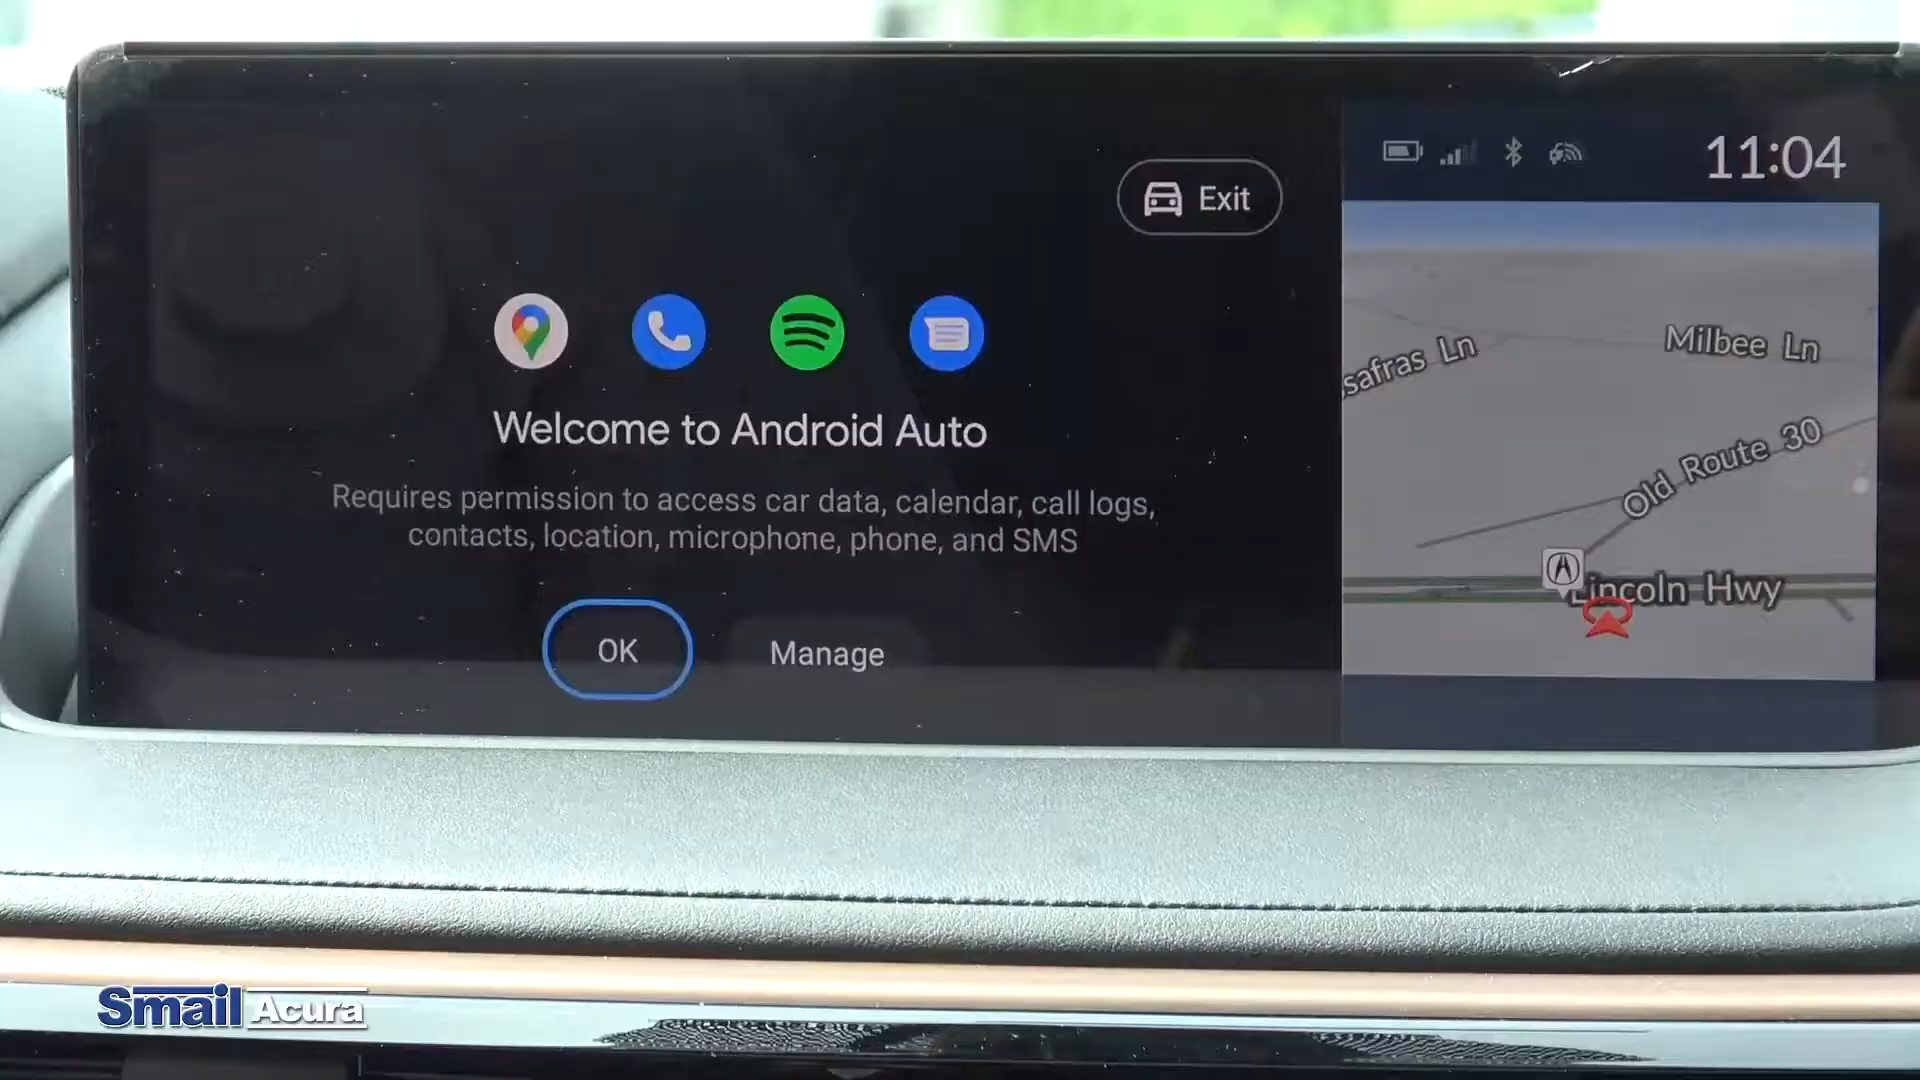 11:04
Exit
Welcome to Android Auto
Requires permission to access car data, calendar, call logs,
contacts, location, microphone, phone, and SMS
OK
Manage
Milbee Ln
safras Ln
Old Route 30
Lincoln Hwy
Smail Acura